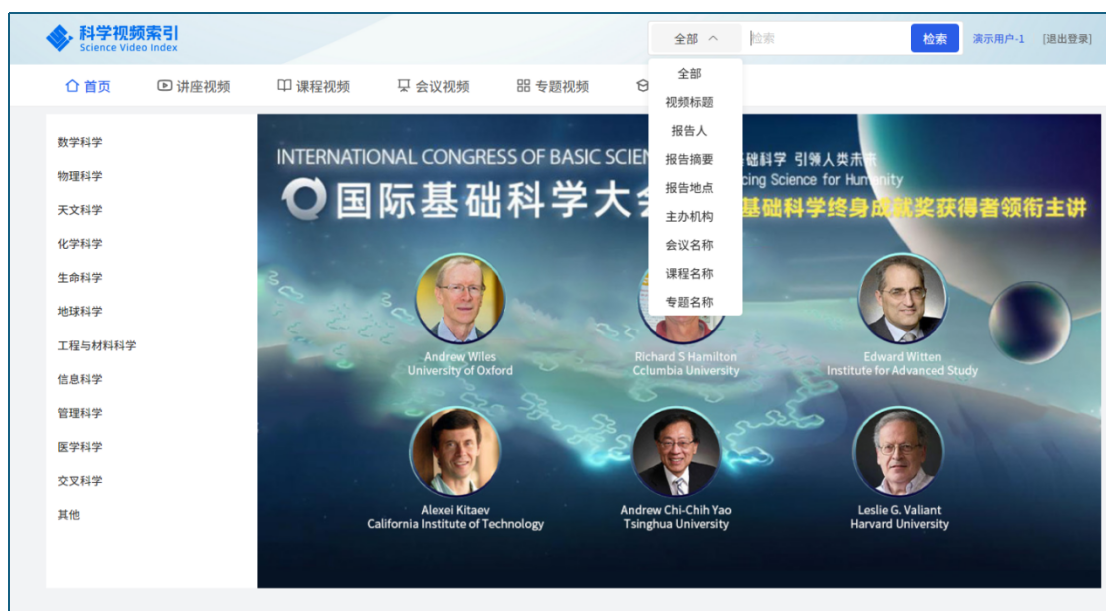 科学视频索引
Science Video Index
全部
检索
检索
演示用户-1
[退出登录]
首页
讲座视频
课程视频
会议视频
专题视频
全部
视频标题
报告人
报告摘要
报告地点
主办机构
会议名称
课程名称
专题名称
数学科学
物理科学
天文科学
化学科学
生命科学
地球科学
工程与材料科学
信息科学
管理科学
医学科学
交叉科学
其他
INTERNATIONAL CONGRESS OF BASIC SCIEN
础科学 引领人类未来
cing Science for Humanity
国际基础科学大会
基础科学终身成就奖获得者领衔主讲
Andrew Wiles
University of Oxford
Richard S Hamilton
Columbia University
Edward Witten
Institute for Advanced Study
Alexei Kitaev
California Institute of Technology
Andrew Chi-Chih Yao
Tsinghua University
Leslie G. Valiant
Harvard University